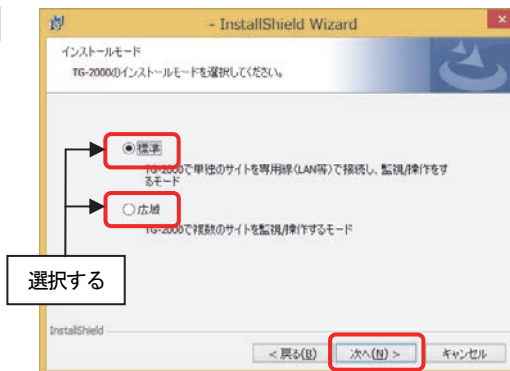 - InstallShield Wizard
インストールモード
TG-2000のインストールモードを選択してください。
標準
TG-2000で単独のサイトを専用線(LAN等)で接続し、監視/操作をす
るモード
広域
TG-2000で複数のサイトを監視/操作するモード
選択する
InstallShield
< 戻る(B)
次へ(N) >
キャンセル